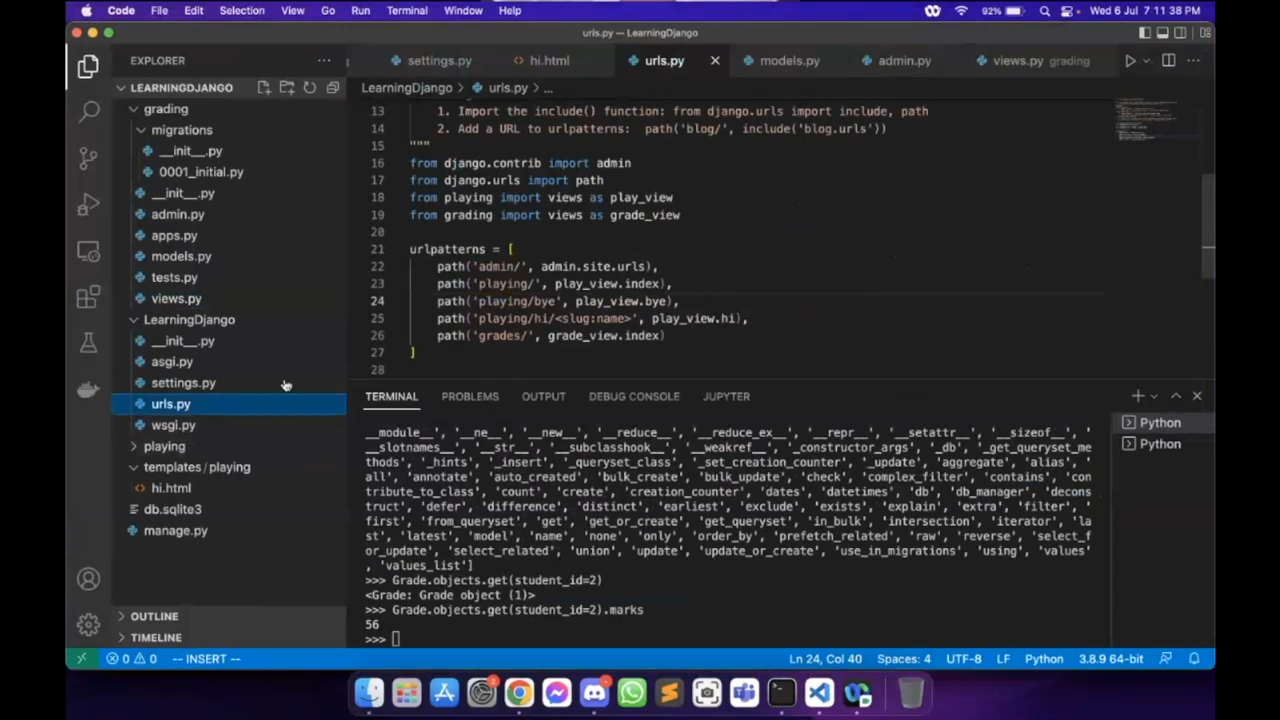 Code File Edit Selection View Go Run Terminal Window Help 92% Wed 6 Jul 7 11 38 PM
urls.py — LearningDjango
EXPLORER
LEARNINGDJANGO
grading
migrations
__init__.py
0001_initial.py
__init__.py
admin.py
apps.py
models.py
tests.py
views.py
LearningDjango
__init__.py
asgi.py
settings.py
urls.py
wsgi.py
playing
templates/playing
hi.html
db.sqlite3
manage.py
OUTLINE
TIMELINE
settings.py hi.html urls.py models.py admin.py views.py grading
LearningDjango > urls.py > ...
13 1. Import the include() function: from django.urls import include, path
14 2. Add a URL to urlpatterns: path('blog/', include('blog.urls'))
15 """
16 from django.contrib import admin
17 from django.urls import path
18 from playing import views as play_view
19 from grading import views as grade_view
20
21 urlpatterns = [
22 path('admin/', admin.site.urls),
23 path('playing/', play_view.index),
24 path('playing/bye', play_view.bye),
25 path('playing/hi/<slug:name>', play_view.hi),
26 path('grades/', grade_view.index)
27 ]
28
TERMINAL PROBLEMS OUTPUT DEBUG CONSOLE JUPYTER
__module__', '__ne__', '__new__', '__reduce__', '__reduce_ex__', '__repr__', '__setattr__', '__sizeof__', '
__slotnames__', '__str__', '__subclasshook__', '__weakref__', '_constructor_args', '_db', '_get_queryset_me
thods', '_hints', '_insert', '_queryset_class', '_set_creation_counter', '_update', 'aggregate', 'alias', '
all', 'annotate', 'auto_created', 'bulk_create', 'bulk_update', 'check', 'complex_filter', 'contains', 'con
tribute_to_class', 'count', 'create', 'creation_counter', 'dates', 'datetimes', 'db', 'db_manager', 'decons
truct', 'defer', 'difference', 'distinct', 'earliest', 'exclude', 'exists', 'explain', 'extra', 'filter', '
first', 'from_queryset', 'get', 'get_or_create', 'get_queryset', 'in_bulk', 'intersection', 'iterator', 'la
st', 'latest', 'model', 'name', 'none', 'only', 'order_by', 'prefetch_related', 'raw', 'reverse', 'select_f
or_update', 'select_related', 'union', 'update', 'update_or_create', 'use_in_migrations', 'using', 'values'
, 'values_list']
>>> Grade.objects.get(student_id=2)
<Grade: Grade object (1)>
>>> Grade.objects.get(student_id=2).marks
56
>>>
Python
Python
0 0 -- INSERT -- Ln 24, Col 40 Spaces: 4 UTF-8 LF Python 3.8.9 64-bit